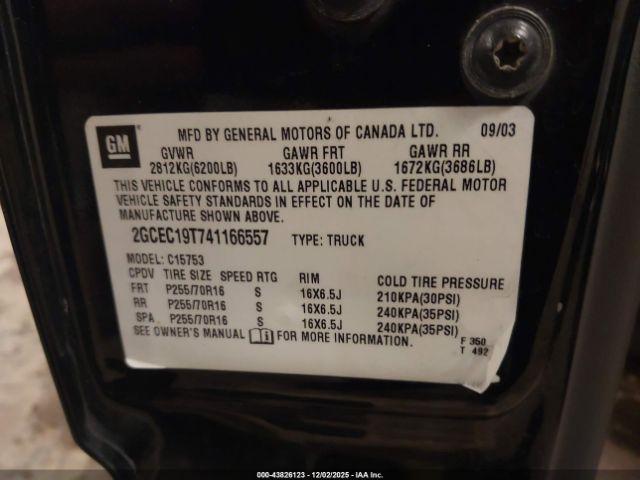 GM
MFD BY GENERAL MOTORS OF CANADA LTD. 09/03
GVWR GAWR FRT GAWR RR
2812KG(6200LB) 1633KG(3600LB) 1672KG(3686LB)
THIS VEHICLE CONFORMS TO ALL APPLICABLE U.S. FEDERAL MOTOR
VEHICLE SAFETY STANDARDS IN EFFECT ON THE DATE OF
MANUFACTURE SHOWN ABOVE.
2GCEC19T741166557 TYPE: TRUCK
MODEL: C15753
CPDV TIRE SIZE SPEED RTG RIM COLD TIRE PRESSURE
FRT P255/70R16 S 16X6.5J 210KPA(30PSI)
RR P255/70R16 S 16X6.5J 240KPA(35PSI)
SPA P255/70R16 S 16X6.5J 240KPA(35PSI)
SEE OWNER'S MANUAL FOR MORE INFORMATION.
F 350
T 492
000-43826123 - 12/02/2025 - IAA Inc.